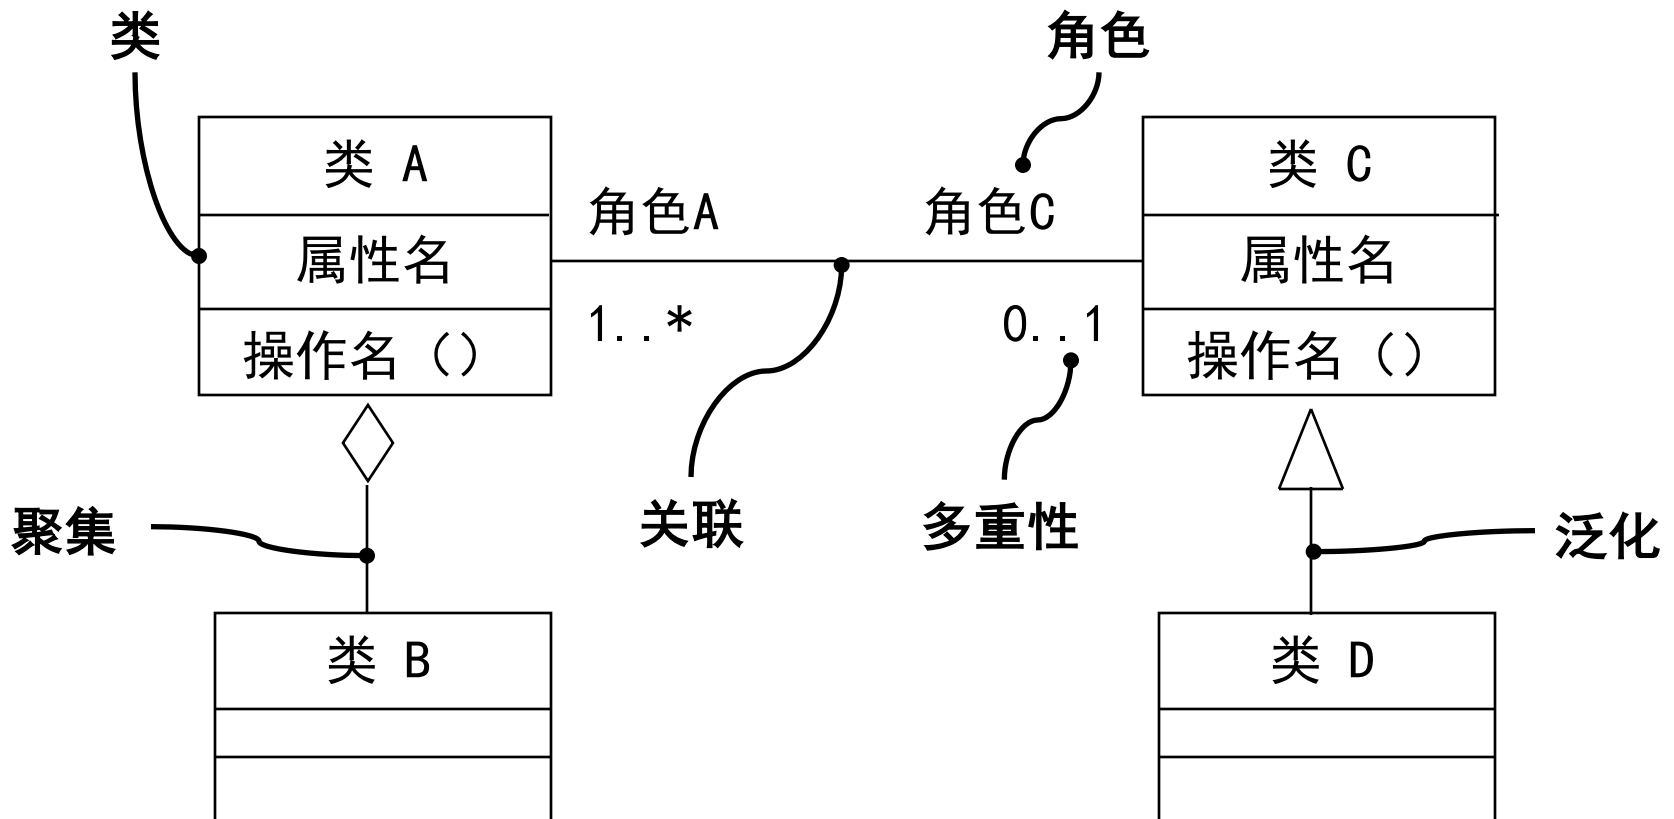 类
角色
类 A
类 C
角色A
角色C
属性名
属性名
1..*
0..1
操作名（）
操作名（）
聚集
关联
多重性
泛化
类 B
类 D